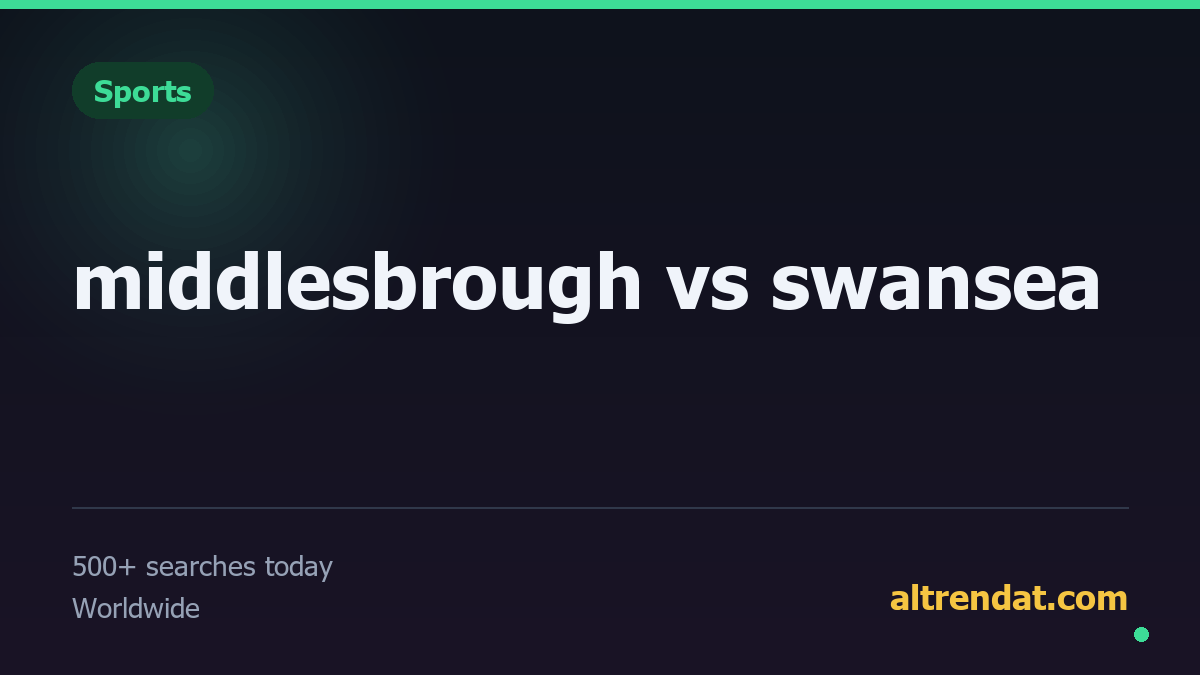 Sports
middlesbrough vs swansea
500+ searches today
Worldwide
altrendat.com